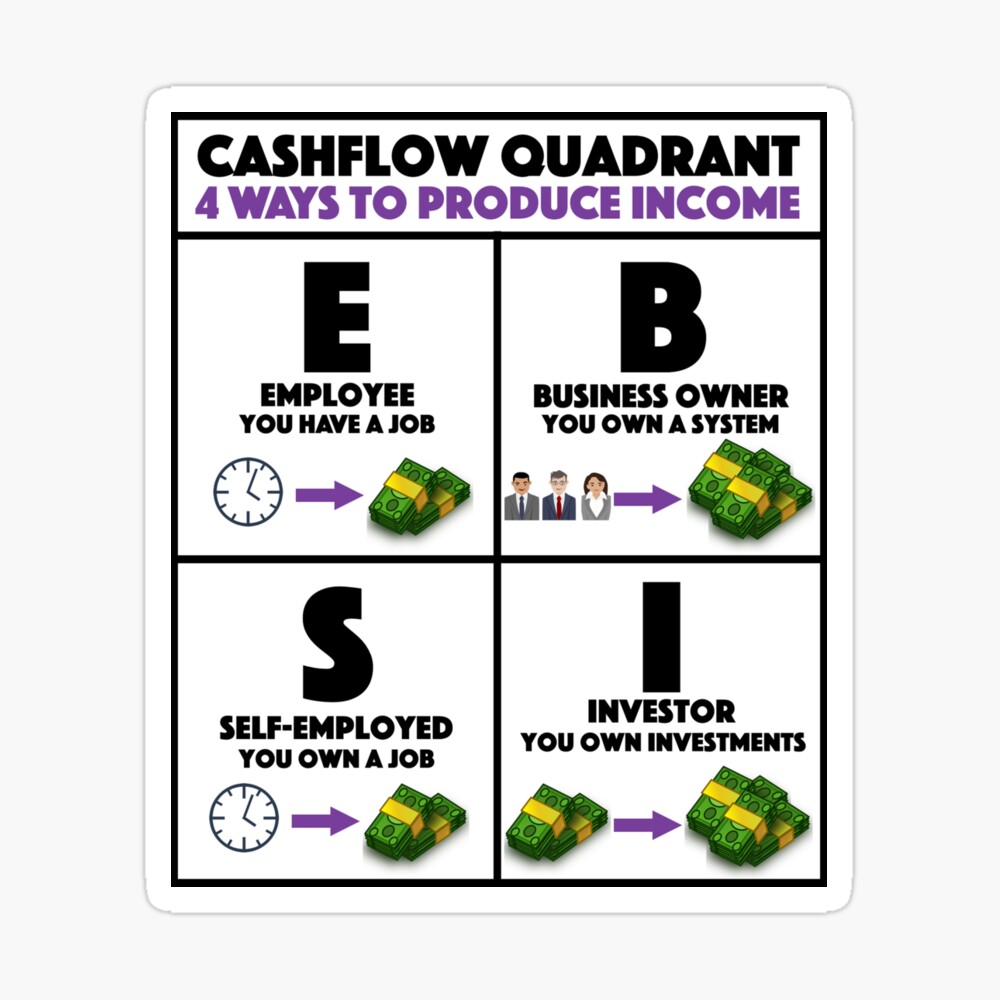 CASHFLOW QUADRANT
4 WAYS TO PRODUCE INCOME
E
EMPLOYEE
YOU HAVE A JOB
B
BUSINESS OWNER
YOU OWN A SYSTEM
S
SELF-EMPLOYED
YOU OWN A JOB
I
INVESTOR
YOU OWN INVESTMENTS